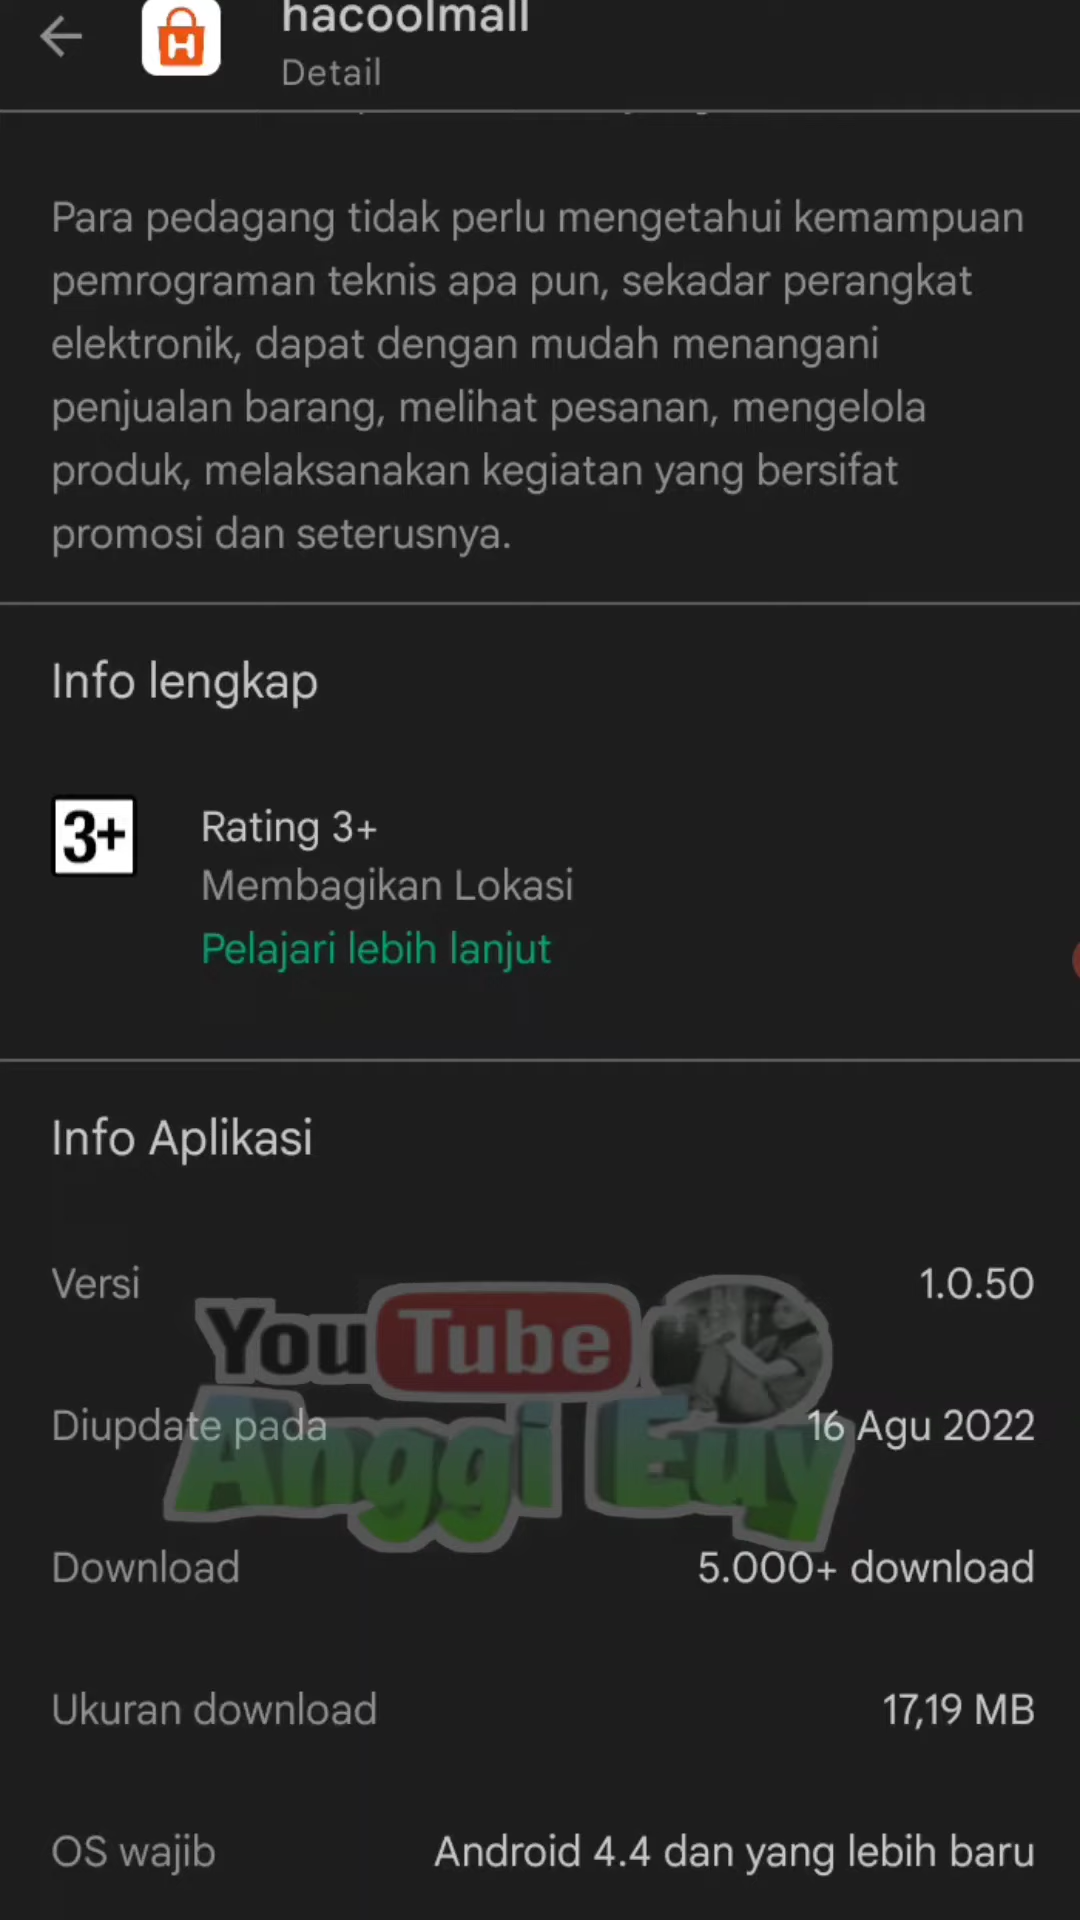 hacoolmall
Detail
Para pedagang tidak perlu mengetahui kemampuan
pemrograman teknis apa pun, sekadar perangkat
elektronik, dapat dengan mudah menangani
penjualan barang, melihat pesanan, mengelola
produk, melaksanakan kegiatan yang bersifat
promosi dan seterusnya.
Info lengkap
3+
Rating 3+
Membagikan Lokasi
Pelajari lebih lanjut
Info Aplikasi
Versi 1.0.50
YouTube
Diupdate pada 16 Agu 2022
Anggi Euy
Download 5.000+ download
Ukuran download 17,19 MB
OS wajib Android 4.4 dan yang lebih baru